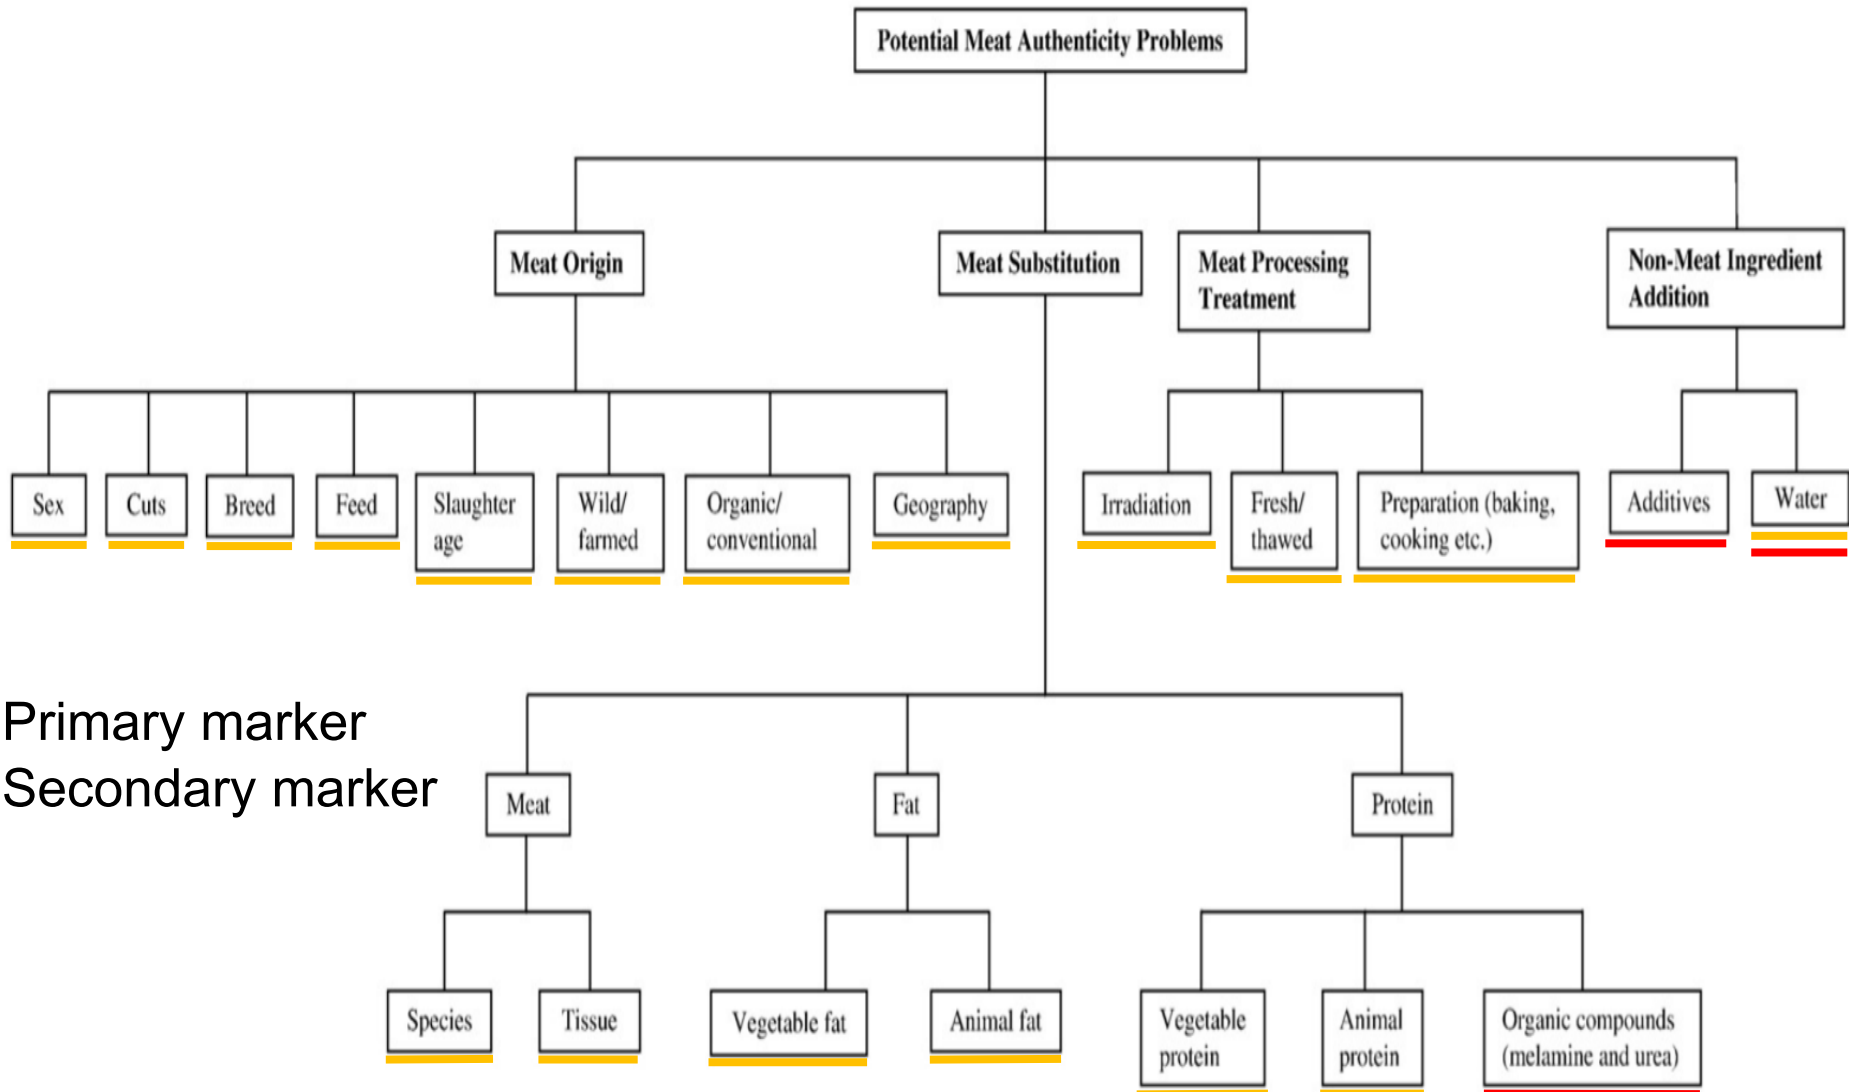 Potential Meat Authenticity Problems
Meat Origin
Meat Substitution
Meat Processing
Treatment
Non-Meat Ingredient
Addition
Sex
Cuts
Breed
Feed
Slaughter
age
Wild/
farmed
Organic/
conventional
Geography
Irradiation
Fresh/
thawed
Preparation (baking,
cooking etc.)
Additives
Water
Primary marker
Secondary marker
Meat
Fat
Protein
Species
Tissue
Vegetable fat
Animal fat
Vegetable
protein
Animal
protein
Organic compounds
(melamine and urea)